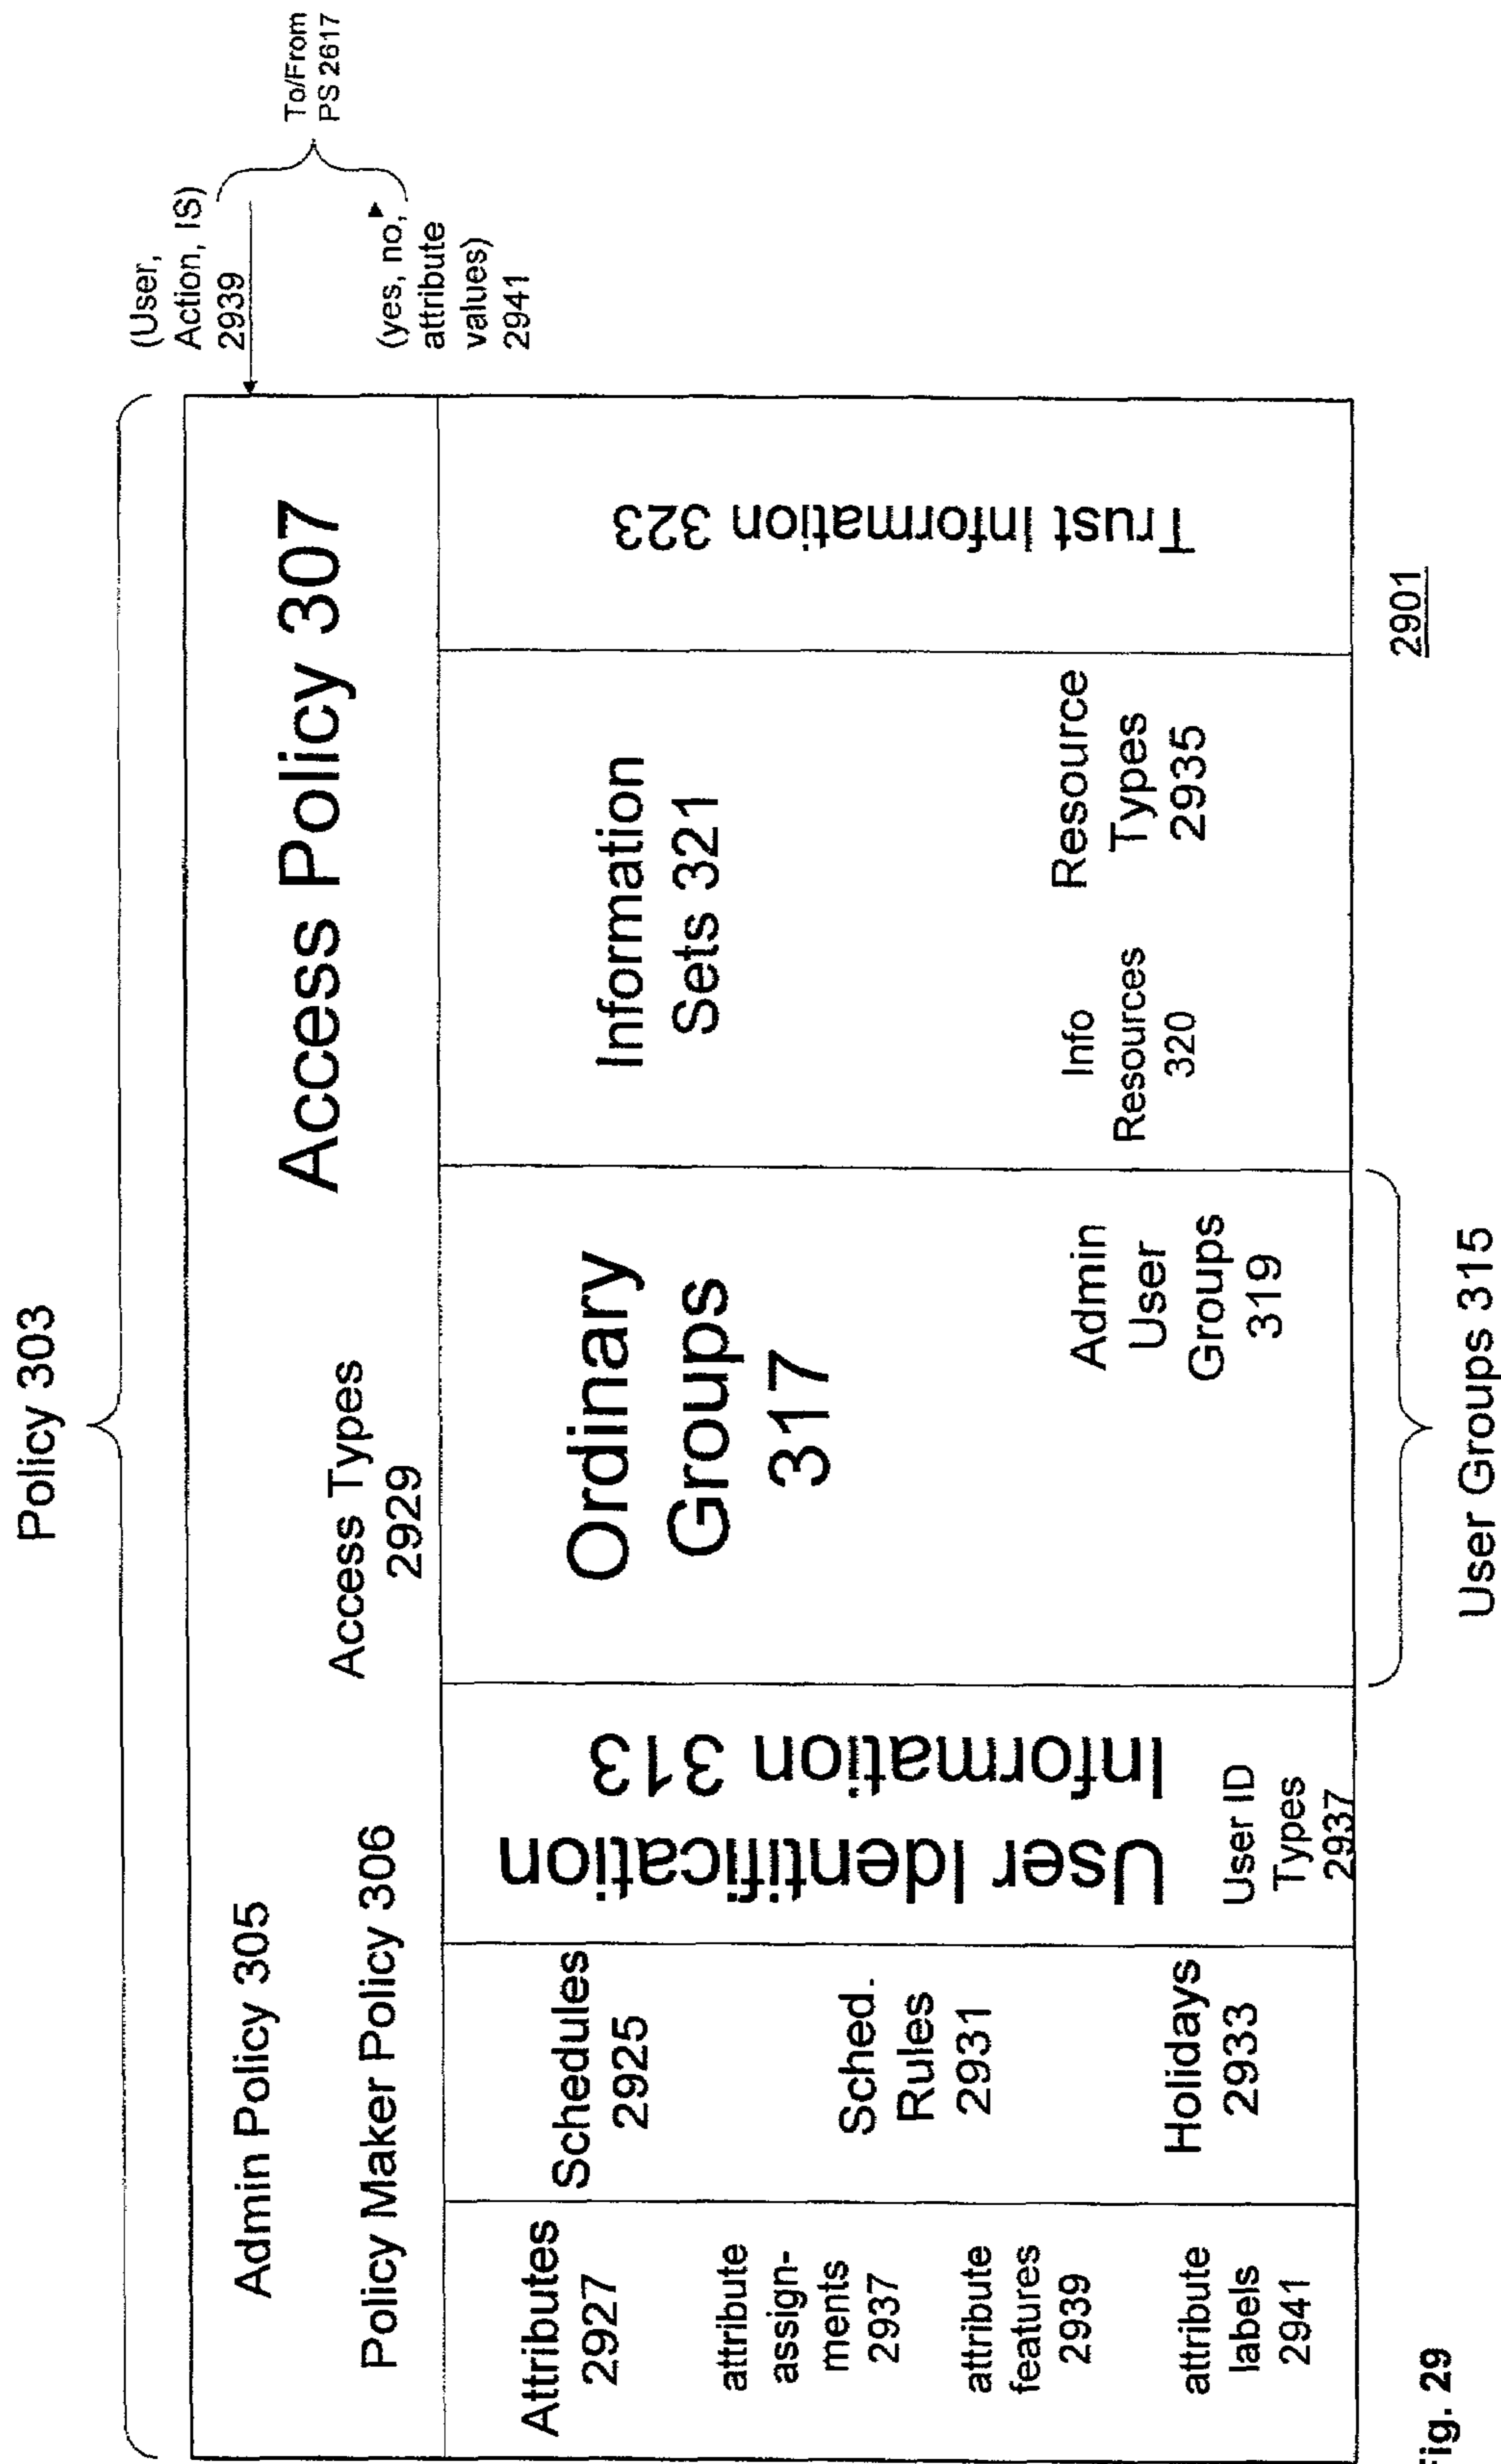 Policy 303
(User,
Action, IS)
2939
To/From
PS 2617
(yes, no,
attribute
values)
2941
Admin Policy 305
Policy Maker Policy 306
Access Types
2929
Access Policy 307
Attributes
2927
attribute
assign-
ments
2937
attribute
features
2939
attribute
labels
2941
Schedules
2925
Sched.
Rules
2931
Holidays
2933
User Identification
Information 313
User ID
Types
2937
Ordinary
Groups
317
Admin
User
Groups
319
Information
Sets 321
Info
Resources
320
Resource
Types
2935
Trust information 323
User Groups 315
2901
Fig. 29